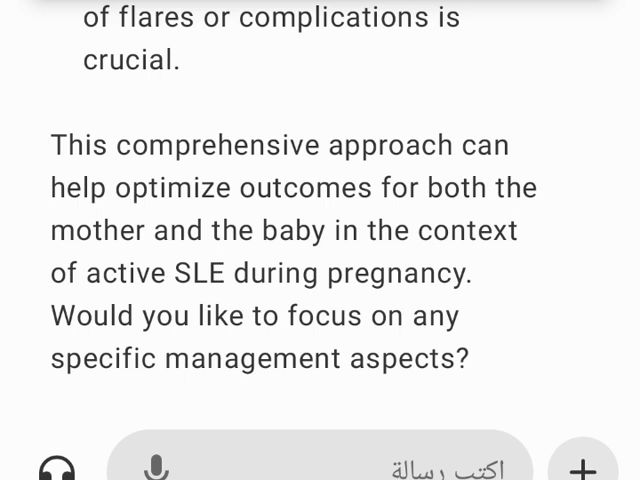 of flares or complications is
crucial.
This comprehensive approach can
help optimize outcomes for both the
mother and the baby in the context
of active SLE during pregnancy.
Would you like to focus on any
specific management aspects?
اكتب رسالة